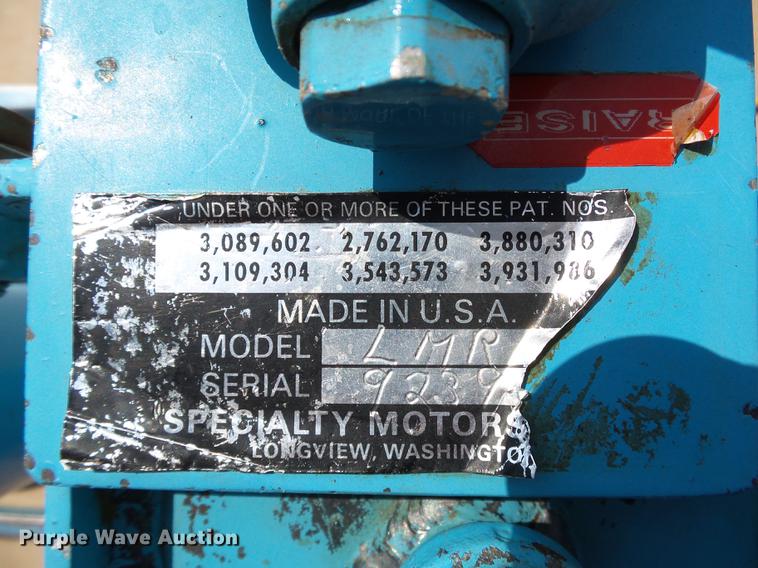 RAISE
UNDER ONE OR MORE OF THESE PAT. NOS.
3,089,602 2,762,170 3,880,310
3,109,304 3,543,573 3,931,986
MADE IN U.S.A.
MODEL LMR
SERIAL
SPECIALTY MOTORS
LONGVIEW, WASHINGTON
Purple Wave Auction